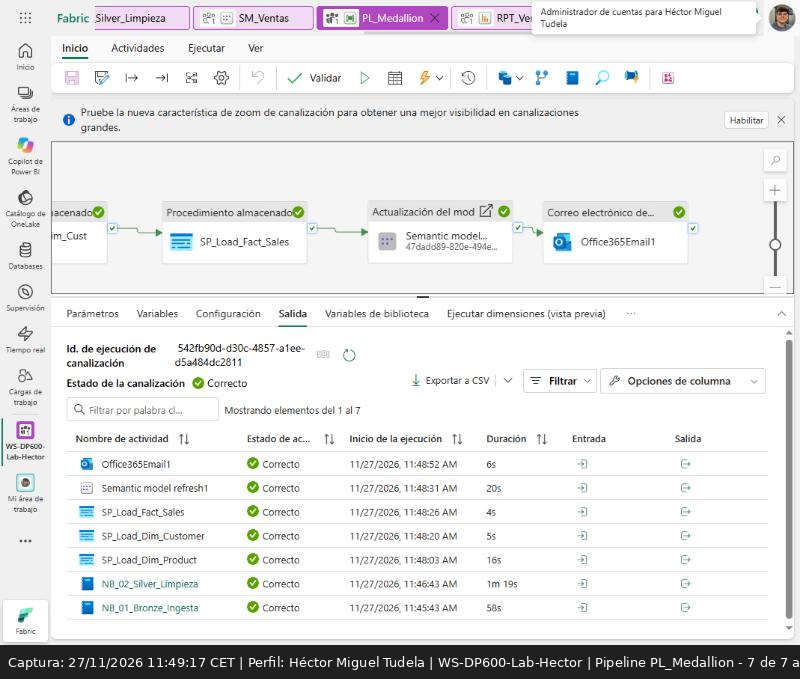 Fabric
Silver_Limpieza
SM_Ventas
PL_Medallion
RPT_Ve
Administrador de cuentas para Héctor Miguel
Tudela
Inicio
Actividades
Ejecutar
Ver
Validar
Pruebe la nueva característica de zoom de canalización para obtener una mejor visibilidad en canalizaciones
grandes.
Habilitar
Inicio
Áreas de
trabajo
Copilot de
Power BI
Catálogo de
OneLake
Databases
Supervisión
Tiempo real
Cargas de
trabajo
WS-DP600-
Lab-Hector
Mi área de
trabajo
Fabric
macenado
im_Cust
Procedimiento almacenado
SP_Load_Fact_Sales
Actualización del mod
Semantic model...
47dadd89-820e-494e...
Correo electrónico de...
Office365Email1
Parámetros
Variables
Configuración
Salida
Variables de biblioteca
Ejecutar dimensiones (vista previa)
Id. de ejecución de
canalización
542fb90d-d30c-4857-a1ee-
d5a484dc2811
Estado de la canalización
Correcto
Exportar a CSV
Filtrar
Opciones de columna
Filtrar por palabra cl...
Mostrando elementos del 1 al 7
Nombre de actividad Estado de ac... Inicio de la ejecución Duración Entrada Salida
Office365Email1 Correcto 11/27/2026, 11:48:52 AM 6s
Semantic model refresh1 Correcto 11/27/2026, 11:48:31 AM 20s
SP_Load_Fact_Sales Correcto 11/27/2026, 11:48:26 AM 4s
SP_Load_Dim_Customer Correcto 11/27/2026, 11:48:20 AM 5s
SP_Load_Dim_Product Correcto 11/27/2026, 11:48:03 AM 16s
NB_02_Silver_Limpieza Correcto 11/27/2026, 11:46:43 AM 1m 19s
NB_01_Bronze_Ingesta Correcto 11/27/2026, 11:45:43 AM 58s
Captura: 27/11/2026 11:49:17 CET | Perfil: Héctor Miguel Tudela | WS-DP600-Lab-Hector | Pipeline PL_Medallion - 7 de 7 a